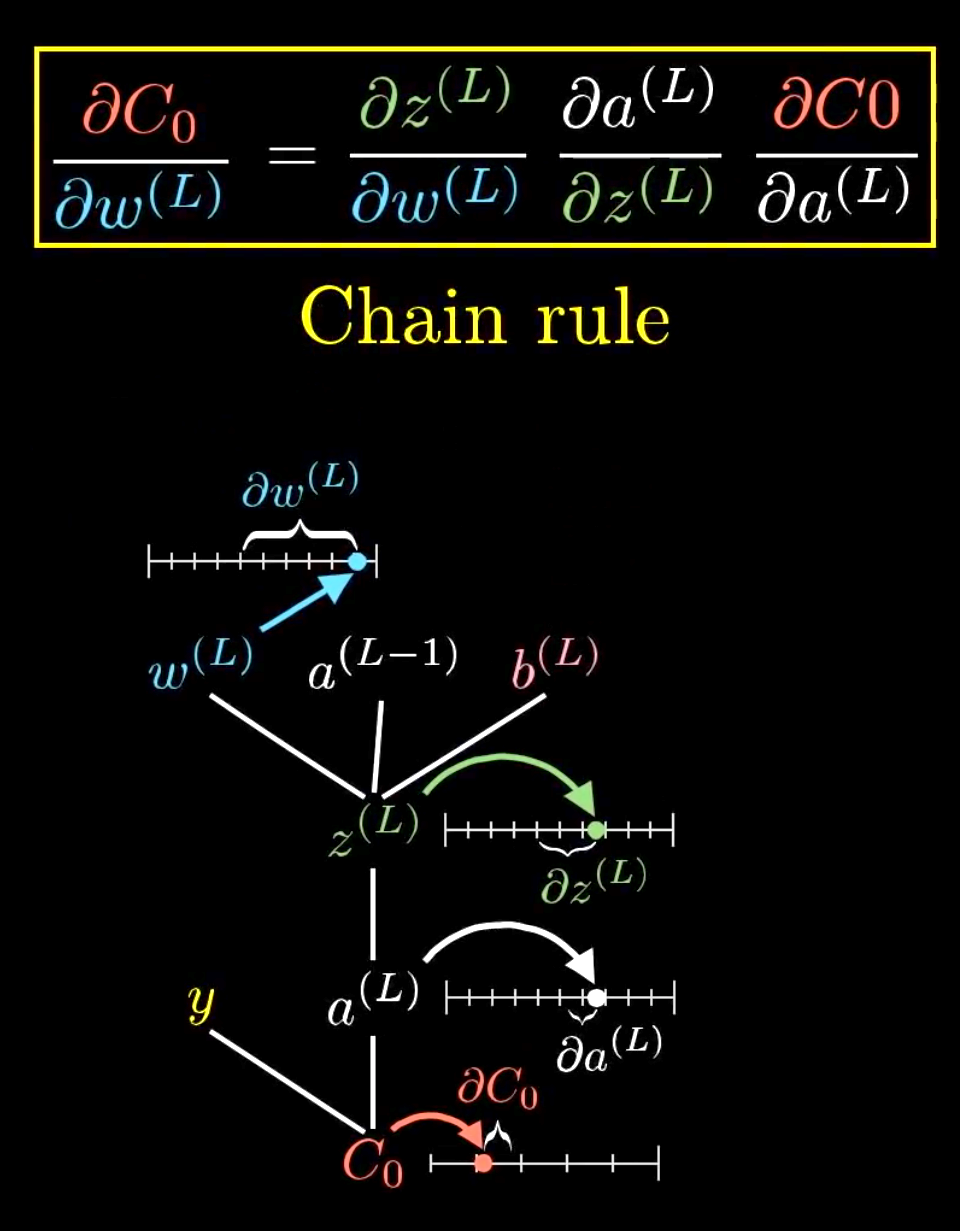 ∂C₀/∂w⁽ᴸ⁾ = ∂z⁽ᴸ⁾/∂w⁽ᴸ⁾ ∂a⁽ᴸ⁾/∂z⁽ᴸ⁾ ∂C0/∂a⁽ᴸ⁾
Chain rule
∂w⁽ᴸ⁾
w⁽ᴸ⁾ a⁽ᴸ⁻¹⁾ b⁽ᴸ⁾
z⁽ᴸ⁾
∂z⁽ᴸ⁾
y a⁽ᴸ⁾
∂a⁽ᴸ⁾
∂C₀
C₀